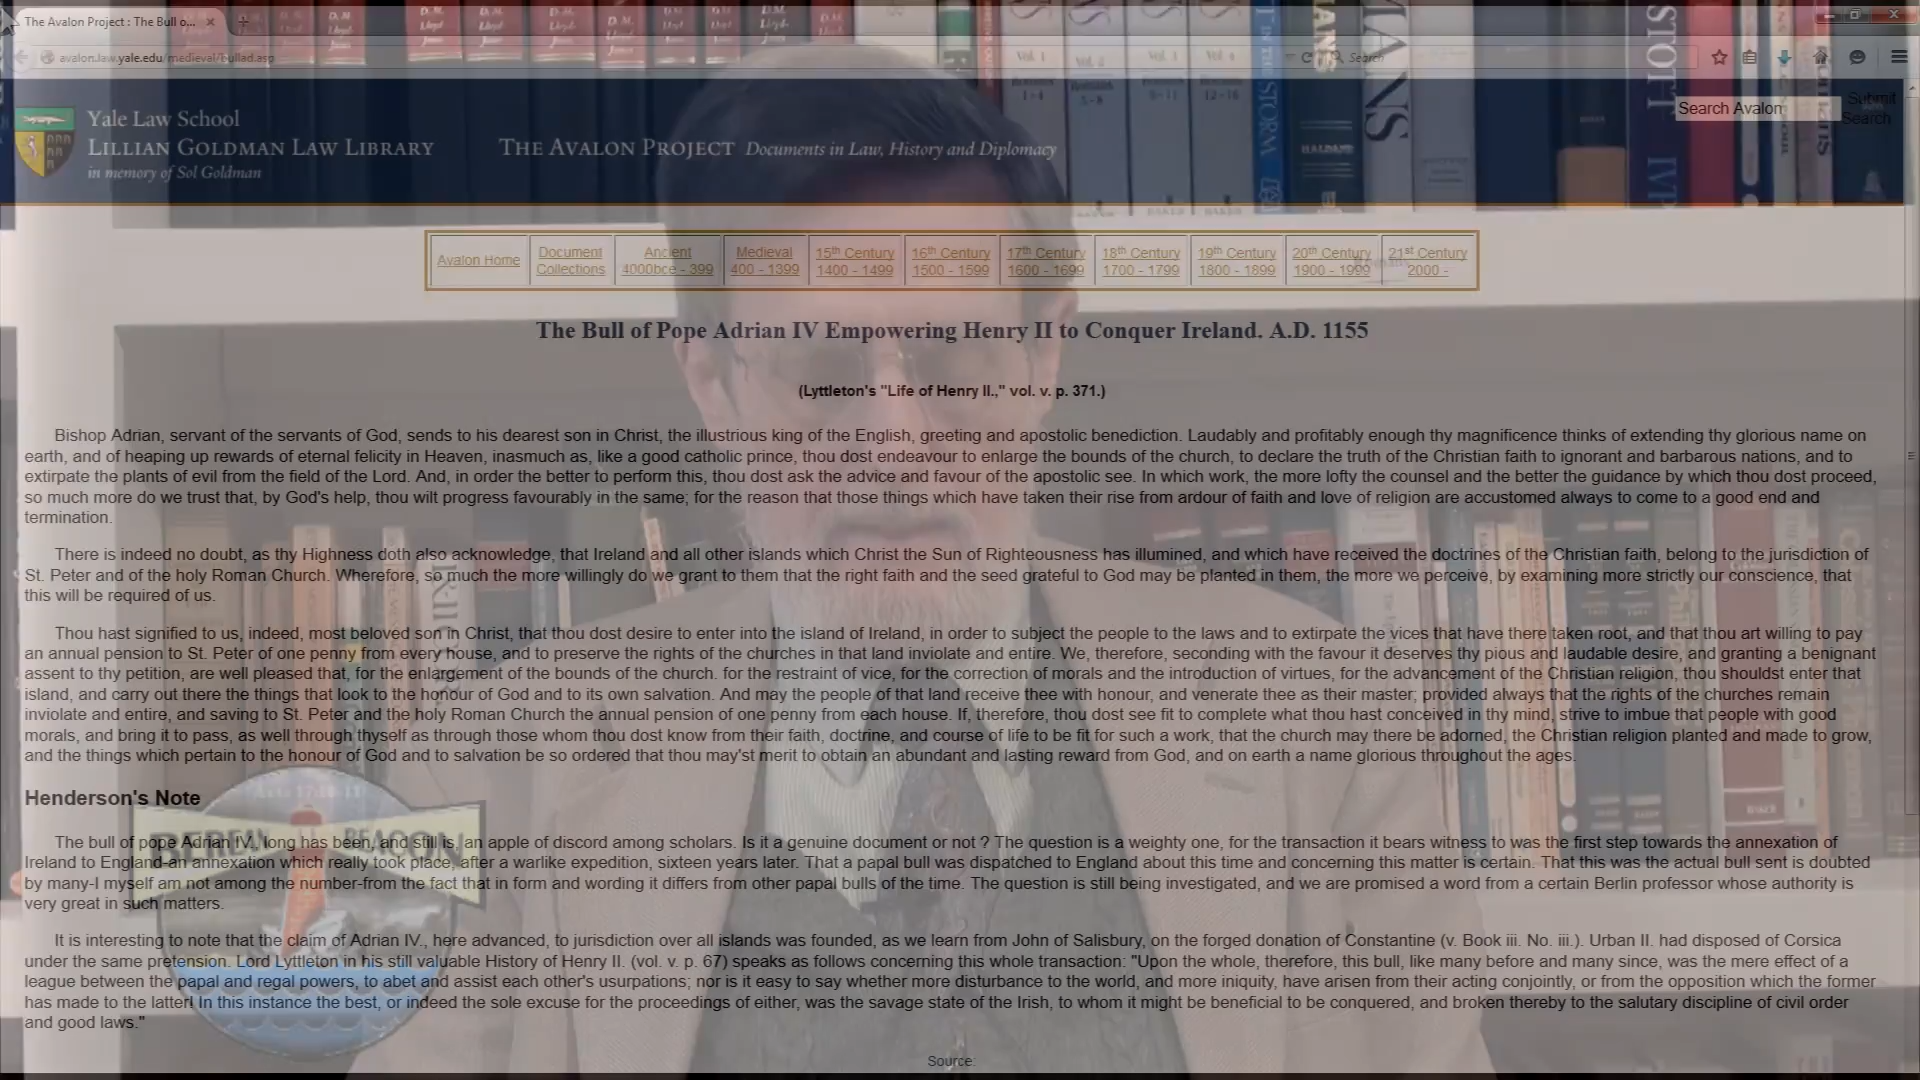 The Avalon Project : The Bull o...
avalon.law.yale.edu/medieval/bullad.asp
Search
Yale Law School
LILLIAN GOLDMAN LAW LIBRARY
in memory of Sol Goldman
THE AVALON PROJECT Documents in Law, History and Diplomacy
Search Avalon
Submit
Search
Avalon Home
Document
Collections
Ancient
4000bce - 399
Medieval
400 - 1399
15th Century
1400 - 1499
16th Century
1500 - 1599
17th Century
1600 - 1699
18th Century
1700 - 1799
19th Century
1800 - 1899
20th Century
1900 - 1999
21st Century
2000 -
The Bull of Pope Adrian IV Empowering Henry II to Conquer Ireland. A.D. 1155
(Lyttleton's "Life of Henry II.," vol. v. p. 371.)
Bishop Adrian, servant of the servants of God, sends to his dearest son in Christ, the illustrious king of the English, greeting and apostolic benediction. Laudably and profitably enough thy magnificence thinks of extending thy glorious name on
earth, and of heaping up rewards of eternal felicity in Heaven, inasmuch as, like a good catholic prince, thou dost endeavour to enlarge the bounds of the church, to declare the truth of the Christian faith to ignorant and barbarous nations, and to
extirpate the plants of evil from the field of the Lord. And, in order the better to perform this, thou dost ask the advice and favour of the apostolic see. In which work, the more lofty the counsel and the better the guidance by which thou dost proceed,
so much more do we trust that, by God's help, thou wilt progress favourably in the same; for the reason that those things which have taken their rise from ardour of faith and love of religion are accustomed always to come to a good end and
termination.
There is indeed no doubt, as thy Highness doth also acknowledge, that Ireland and all other islands which Christ the Sun of Righteousness has illumined, and which have received the doctrines of the Christian faith, belong to the jurisdiction of
St. Peter and of the holy Roman Church. Wherefore, so much the more willingly do we grant to them that the right faith and the seed grateful to God may be planted in them, the more we perceive, by examining more strictly our conscience, that
this will be required of us.
Thou hast signified to us, indeed, most beloved son in Christ, that thou dost desire to enter into the island of Ireland, in order to subject the people to the laws and to extirpate the vices that have there taken root, and that thou art willing to pay
an annual pension to St. Peter of one penny from every house, and to preserve the rights of the churches in that land inviolate and entire. We, therefore, seconding with the favour it deserves thy pious and laudable desire, and granting a benignant
assent to thy petition, are well pleased that, for the enlargement of the bounds of the church. for the restraint of vice, for the correction of morals and the introduction of virtues, for the advancement of the Christian religion, thou shouldst enter that
island, and carry out there the things that look to the honour of God and to its own salvation. And may the people of that land receive thee with honour, and venerate thee as their master; provided always that the rights of the churches remain
inviolate and entire, and saving to St. Peter and the holy Roman Church the annual pension of one penny from each house. If, therefore, thou dost see fit to complete what thou hast conceived in thy mind, strive to imbue that people with good
morals, and bring it to pass, as well through thyself as through those whom thou dost know from their faith, doctrine, and course of life to be fit for such a work, that the church may there be adorned, the Christian religion planted and made to grow,
and the things which pertain to the honour of God and to salvation be so ordered that thou may'st merit to obtain an abundant and lasting reward from God, and on earth a name glorious throughout the ages.
Henderson's Note
The bull of pope Adrian IV., long has been, and still is, an apple of discord among scholars. Is it a genuine document or not ? The question is a weighty one, for the transaction it bears witness to was the first step towards the annexation of
Ireland to England-an annexation which really took place, after a warlike expedition, sixteen years later. That a papal bull was dispatched to England about this time and concerning this matter is certain. That this was the actual bull sent is doubted
by many-I myself am not among the number-from the fact that in form and wording it differs from other papal bulls of the time. The question is still being investigated, and we are promised a word from a certain Berlin professor whose authority is
very great in such matters.
It is interesting to note that the claim of Adrian IV., here advanced, to jurisdiction over all islands was founded, as we learn from John of Salisbury, on the forged donation of Constantine (v. Book iii. No. iii.). Urban II. had disposed of Corsica
under the same pretension. Lord Lyttleton in his still valuable History of Henry II. (vol. v. p. 67) speaks as follows concerning this whole transaction: "Upon the whole, therefore, this bull, like many before and many since, was the mere effect of a
league between the papal and regal powers, to abet and assist each other's usurpations; nor is it easy to say whether more disturbance to the world, and more iniquity, have arisen from their acting conjointly, or from the opposition which the former
has made to the latter! In this instance the best, or indeed the sole excuse for the proceedings of either, was the savage state of the Irish, to whom it might be beneficial to be conquered, and broken thereby to the salutary discipline of civil order
and good laws."
Source:
BEREAN BEACON